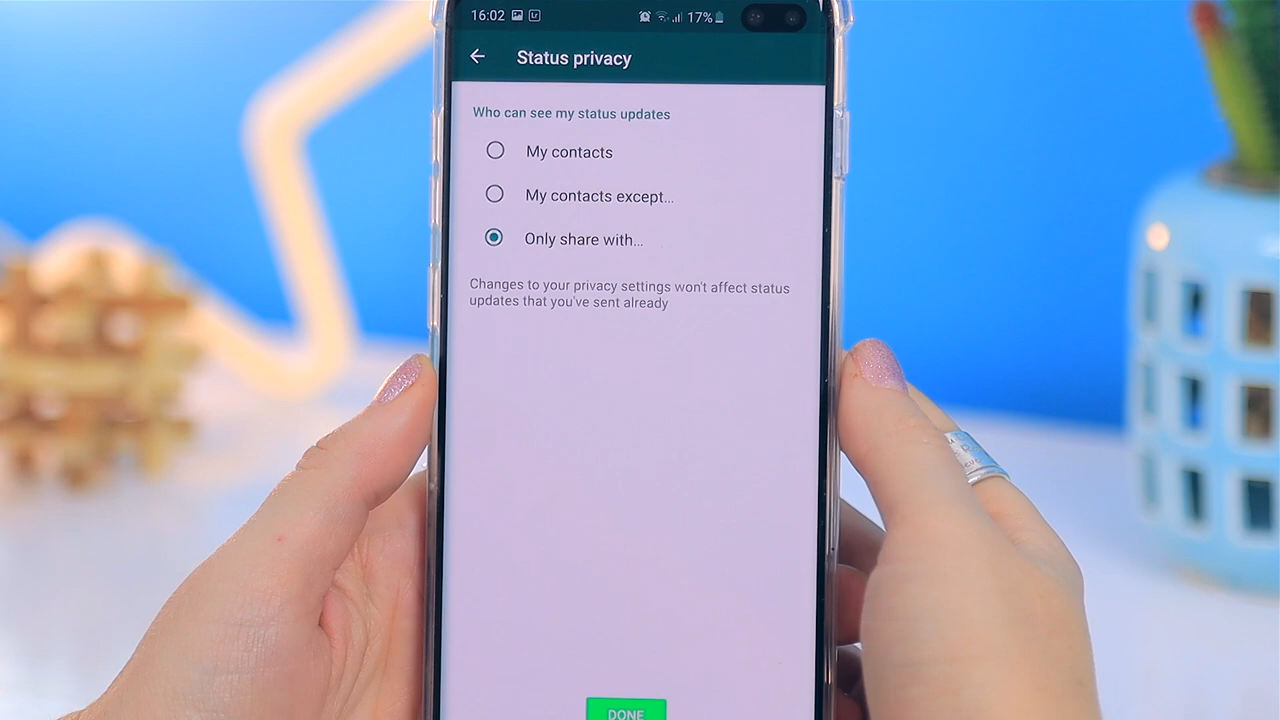 16:02 17%
Status privacy
Who can see my status updates
My contacts
My contacts except...
Only share with...
Changes to your privacy settings won't affect status
updates that you've sent already
DONE